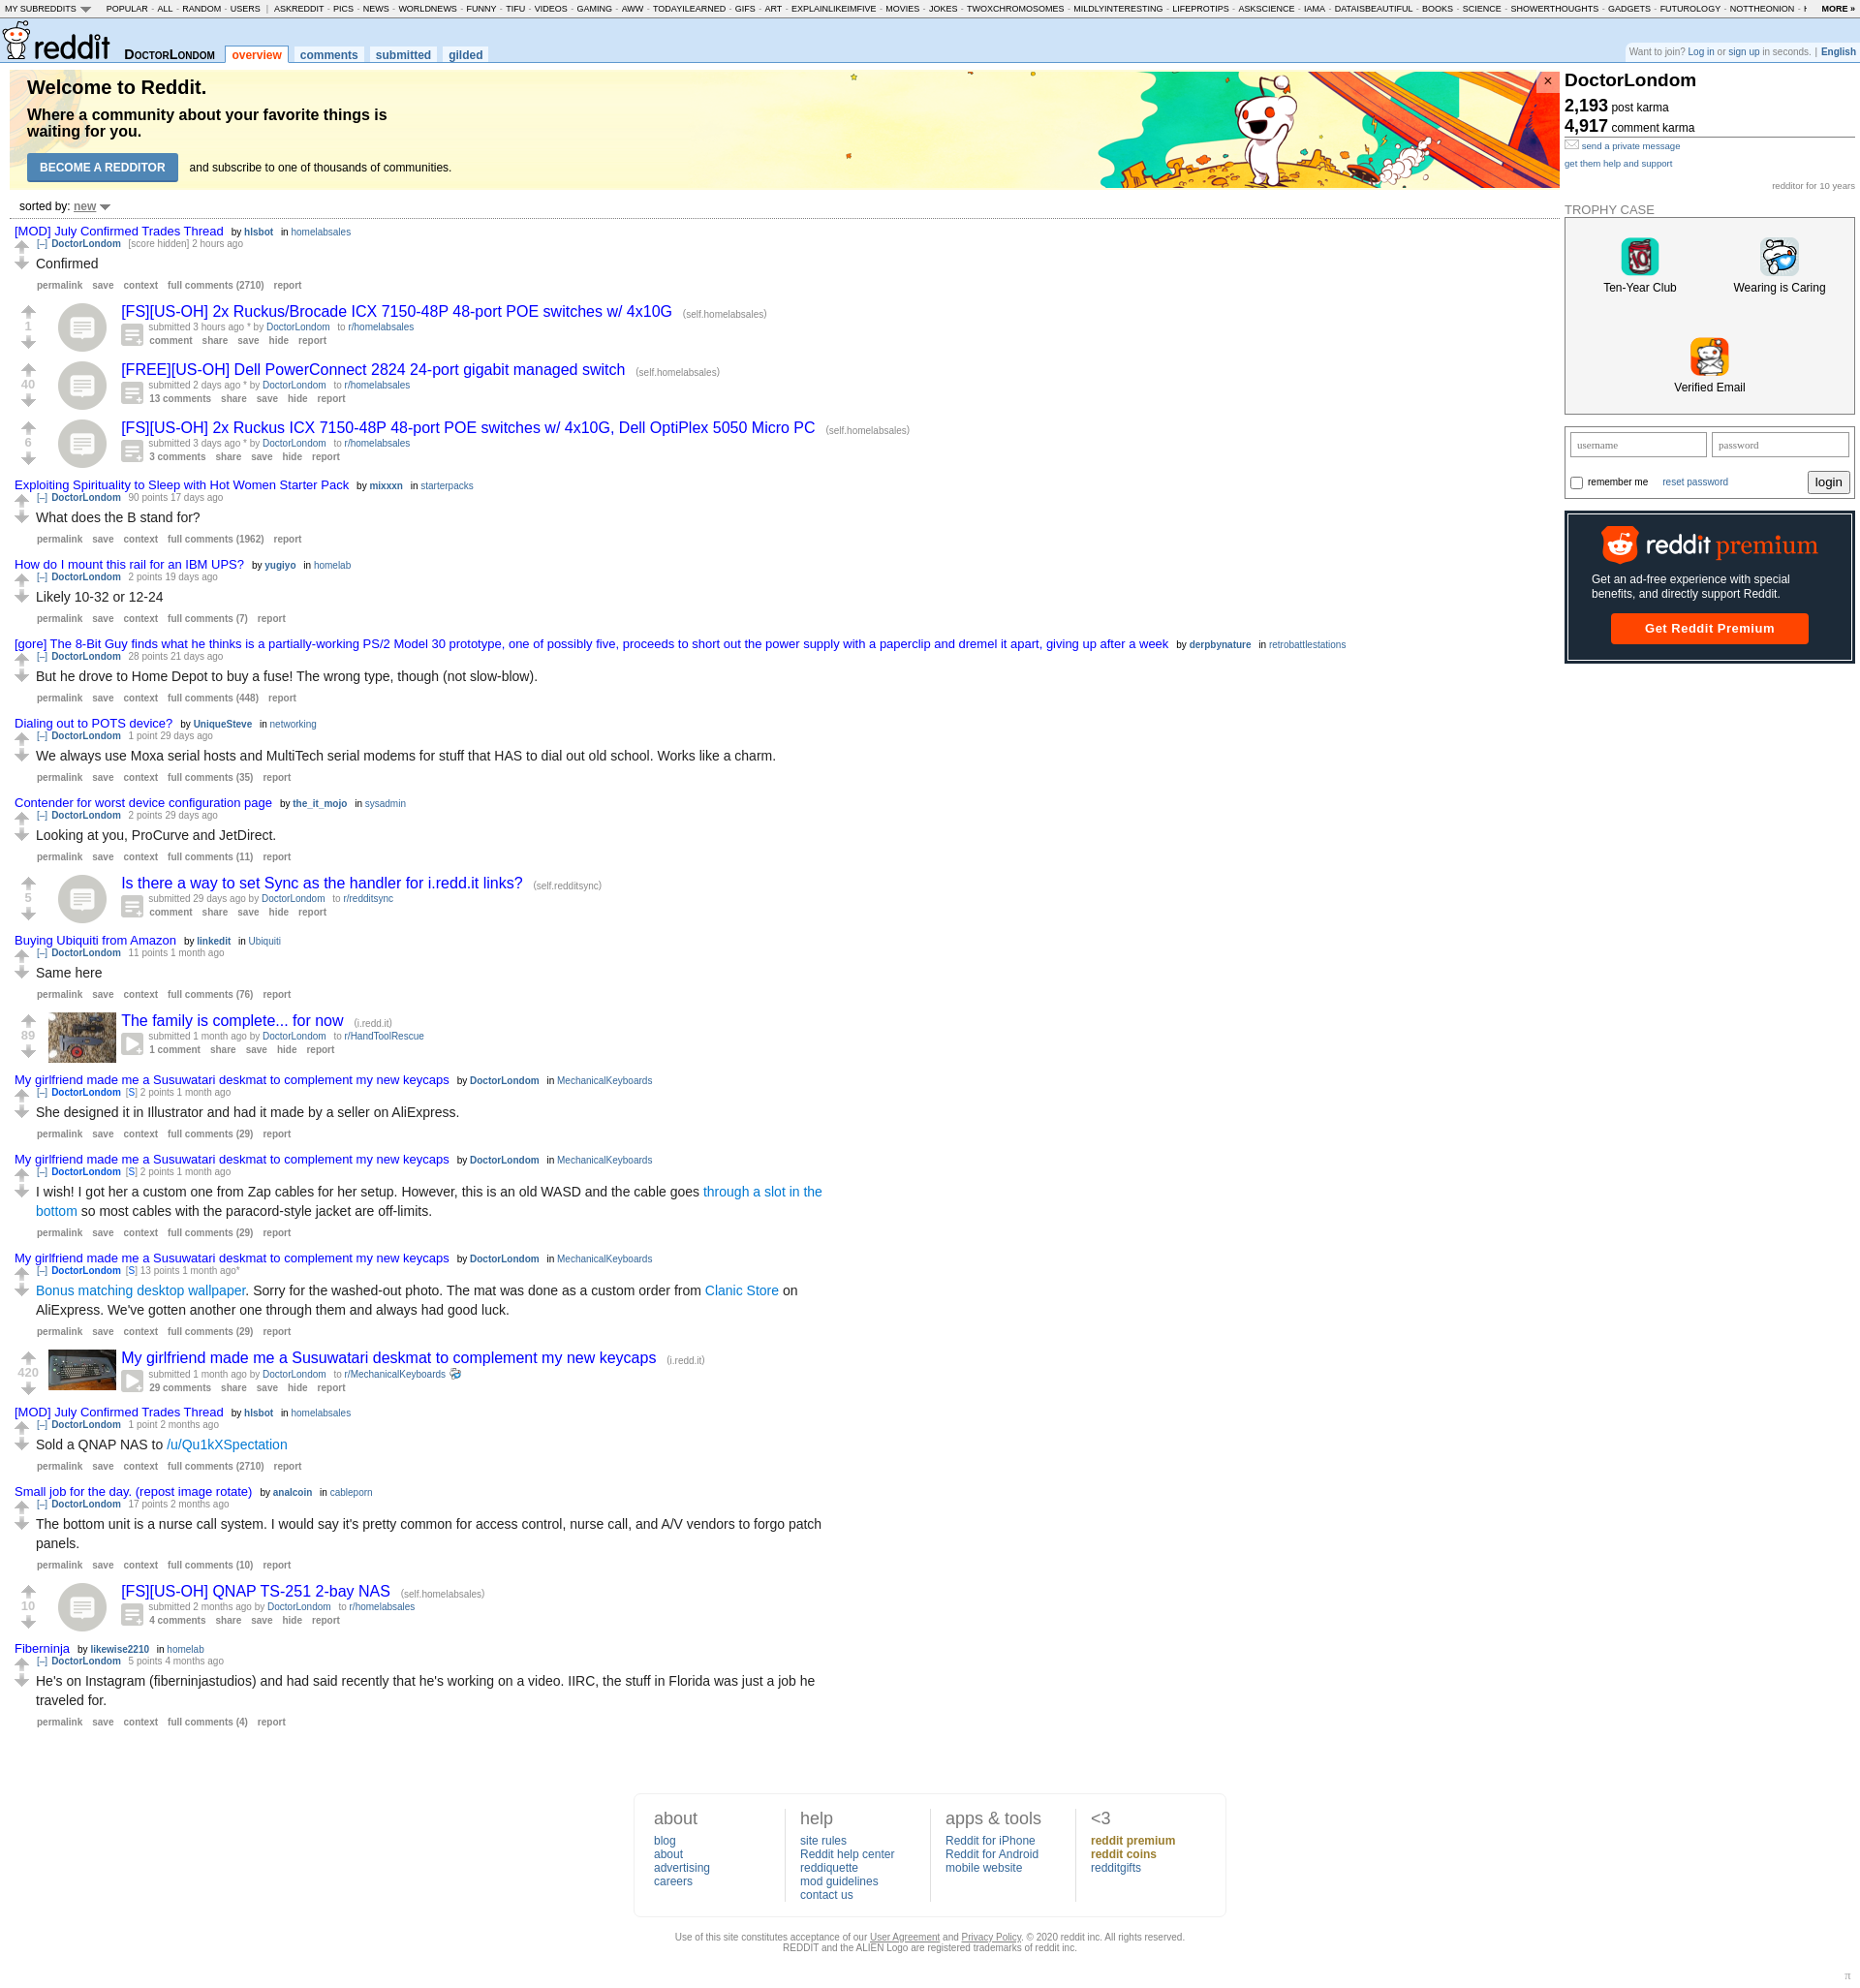 MY SUBREDDITS POPULAR - ALL - RANDOM - USERS | ASKREDDIT - PICS - NEWS - WORLDNEWS - FUNNY - TIFU - VIDEOS - GAMING - AWW - TODAYILEARNED - GIFS - ART - EXPLAINLIKEIMFIVE - MOVIES - JOKES - TWOXCHROMOSOMES - MILDLYINTERESTING - LIFEPROTIPS - ASKSCIENCE - IAMA - DATAISBEAUTIFUL - BOOKS - SCIENCE - SHOWERTHOUGHTS - GADGETS - FUTUROLOGY - NOTTHEONION - MORE »
reddit DOCTORLONDOM overview comments submitted gilded
Want to join? Log in or sign up in seconds. | English
Welcome to Reddit.
Where a community about your favorite things is
waiting for you.
BECOME A REDDITOR and subscribe to one of thousands of communities.
×
sorted by: new
[MOD] July Confirmed Trades Thread by hlsbot in homelabsales
[–] DoctorLondom [score hidden] 2 hours ago
Confirmed
permalink save context full comments (2710) report
[FS][US-OH] 2x Ruckus/Brocade ICX 7150-48P 48-port POE switches w/ 4x10G (self.homelabsales)
1
submitted 3 hours ago * by DoctorLondom to r/homelabsales
comment share save hide report
[FREE][US-OH] Dell PowerConnect 2824 24-port gigabit managed switch (self.homelabsales)
40
submitted 2 days ago * by DoctorLondom to r/homelabsales
13 comments share save hide report
[FS][US-OH] 2x Ruckus ICX 7150-48P 48-port POE switches w/ 4x10G, Dell OptiPlex 5050 Micro PC (self.homelabsales)
6
submitted 3 days ago * by DoctorLondom to r/homelabsales
3 comments share save hide report
Exploiting Spirituality to Sleep with Hot Women Starter Pack by mixxxn in starterpacks
[–] DoctorLondom 90 points 17 days ago
What does the B stand for?
permalink save context full comments (1962) report
How do I mount this rail for an IBM UPS? by yugiyo in homelab
[–] DoctorLondom 2 points 19 days ago
Likely 10-32 or 12-24
permalink save context full comments (7) report
[gore] The 8-Bit Guy finds what he thinks is a partially-working PS/2 Model 30 prototype, one of possibly five, proceeds to short out the power supply with a paperclip and dremel it apart, giving up after a week by derpbynature in retrobattlestations
[–] DoctorLondom 28 points 21 days ago
But he drove to Home Depot to buy a fuse! The wrong type, though (not slow-blow).
permalink save context full comments (448) report
Dialing out to POTS device? by UniqueSteve in networking
[–] DoctorLondom 1 point 29 days ago
We always use Moxa serial hosts and MultiTech serial modems for stuff that HAS to dial out old school. Works like a charm.
permalink save context full comments (35) report
Contender for worst device configuration page by the_it_mojo in sysadmin
[–] DoctorLondom 2 points 29 days ago
Looking at you, ProCurve and JetDirect.
permalink save context full comments (11) report
Is there a way to set Sync as the handler for i.redd.it links? (self.redditsync)
5
submitted 29 days ago by DoctorLondom to r/redditsync
comment share save hide report
Buying Ubiquiti from Amazon by linkedit in Ubiquiti
[–] DoctorLondom 11 points 1 month ago
Same here
permalink save context full comments (76) report
The family is complete... for now (i.redd.it)
89
submitted 1 month ago by DoctorLondom to r/HandToolRescue
1 comment share save hide report
My girlfriend made me a Susuwatari deskmat to complement my new keycaps by DoctorLondom in MechanicalKeyboards
[–] DoctorLondom [S] 2 points 1 month ago
She designed it in Illustrator and had it made by a seller on AliExpress.
permalink save context full comments (29) report
My girlfriend made me a Susuwatari deskmat to complement my new keycaps by DoctorLondom in MechanicalKeyboards
[–] DoctorLondom [S] 2 points 1 month ago
I wish! I got her a custom one from Zap cables for her setup. However, this is an old WASD and the cable goes through a slot in the
bottom so most cables with the paracord-style jacket are off-limits.
permalink save context full comments (29) report
My girlfriend made me a Susuwatari deskmat to complement my new keycaps by DoctorLondom in MechanicalKeyboards
[–] DoctorLondom [S] 13 points 1 month ago*
Bonus matching desktop wallpaper. Sorry for the washed-out photo. The mat was done as a custom order from Clanic Store on
AliExpress. We've gotten another one through them and always had good luck.
permalink save context full comments (29) report
My girlfriend made me a Susuwatari deskmat to complement my new keycaps (i.redd.it)
420
submitted 1 month ago by DoctorLondom to r/MechanicalKeyboards
29 comments share save hide report
[MOD] July Confirmed Trades Thread by hlsbot in homelabsales
[–] DoctorLondom 1 point 2 months ago
Sold a QNAP NAS to /u/Qu1kXSpectation
permalink save context full comments (2710) report
Small job for the day. (repost image rotate) by analcoin in cableporn
[–] DoctorLondom 17 points 2 months ago
The bottom unit is a nurse call system. I would say it's pretty common for access control, nurse call, and A/V vendors to forgo patch
panels.
permalink save context full comments (10) report
[FS][US-OH] QNAP TS-251 2-bay NAS (self.homelabsales)
10
submitted 2 months ago by DoctorLondom to r/homelabsales
4 comments share save hide report
Fiberninja by likewise2210 in homelab
[–] DoctorLondom 5 points 4 months ago
He's on Instagram (fiberninjastudios) and had said recently that he's working on a video. IIRC, the stuff in Florida was just a job he
traveled for.
permalink save context full comments (4) report
DoctorLondom
2,193 post karma
4,917 comment karma
send a private message
get them help and support
redditor for 10 years
TROPHY CASE
10
Ten-Year Club Wearing is Caring
Verified Email
username password
remember me reset password login
reddit premium
Get an ad-free experience with special
benefits, and directly support Reddit.
Get Reddit Premium
about
blog
about
advertising
careers
help
site rules
Reddit help center
reddiquette
mod guidelines
contact us
apps & tools
Reddit for iPhone
Reddit for Android
mobile website
<3
reddit premium
reddit coins
redditgifts
Use of this site constitutes acceptance of our User Agreement and Privacy Policy. © 2020 reddit inc. All rights reserved.
REDDIT and the ALIEN Logo are registered trademarks of reddit inc.
π